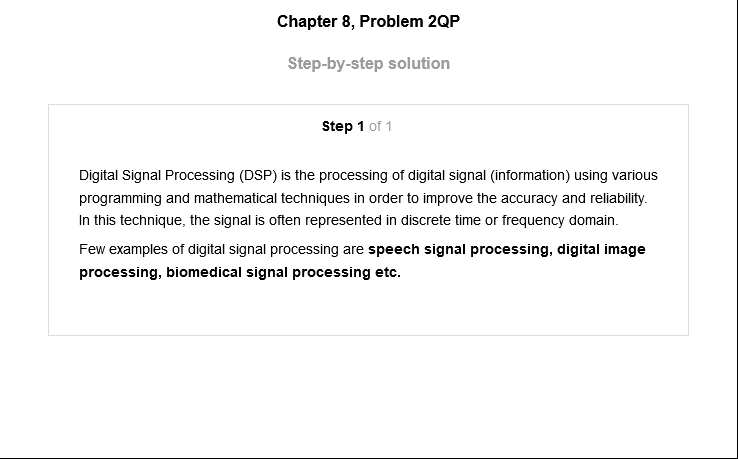 Chapter 8, Problem 2QP
Step-by-step solution
Step 1 of 1
Digital Signal Processing (DSP) is the processing of digital signal (information) using various
programming and mathematical techniques in order to improve the accuracy and reliability.
In this technique, the signal is often represented in discrete time or frequency domain.
Few examples of digital signal processing are speech signal processing, digital image
processing, biomedical signal processing etc.